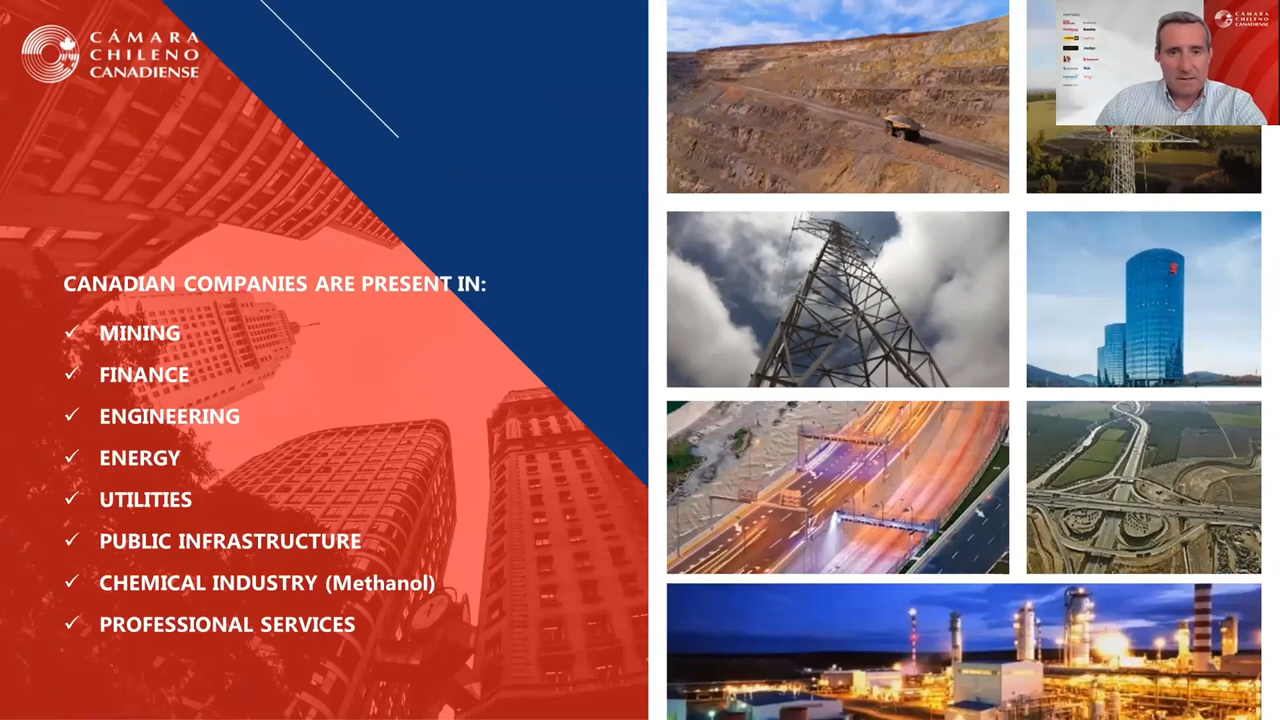 CÁMARA
CHILENO
CANADIENSE
CANADIAN COMPANIES ARE PRESENT IN:
✓ MINING
✓ FINANCE
✓ ENGINEERING
✓ ENERGY
✓ UTILITIES
✓ PUBLIC INFRASTRUCTURE
✓ CHEMICAL INDUSTRY (Methanol)
✓ PROFESSIONAL SERVICES
CÁMARA
CHILENO
CANADIENSE